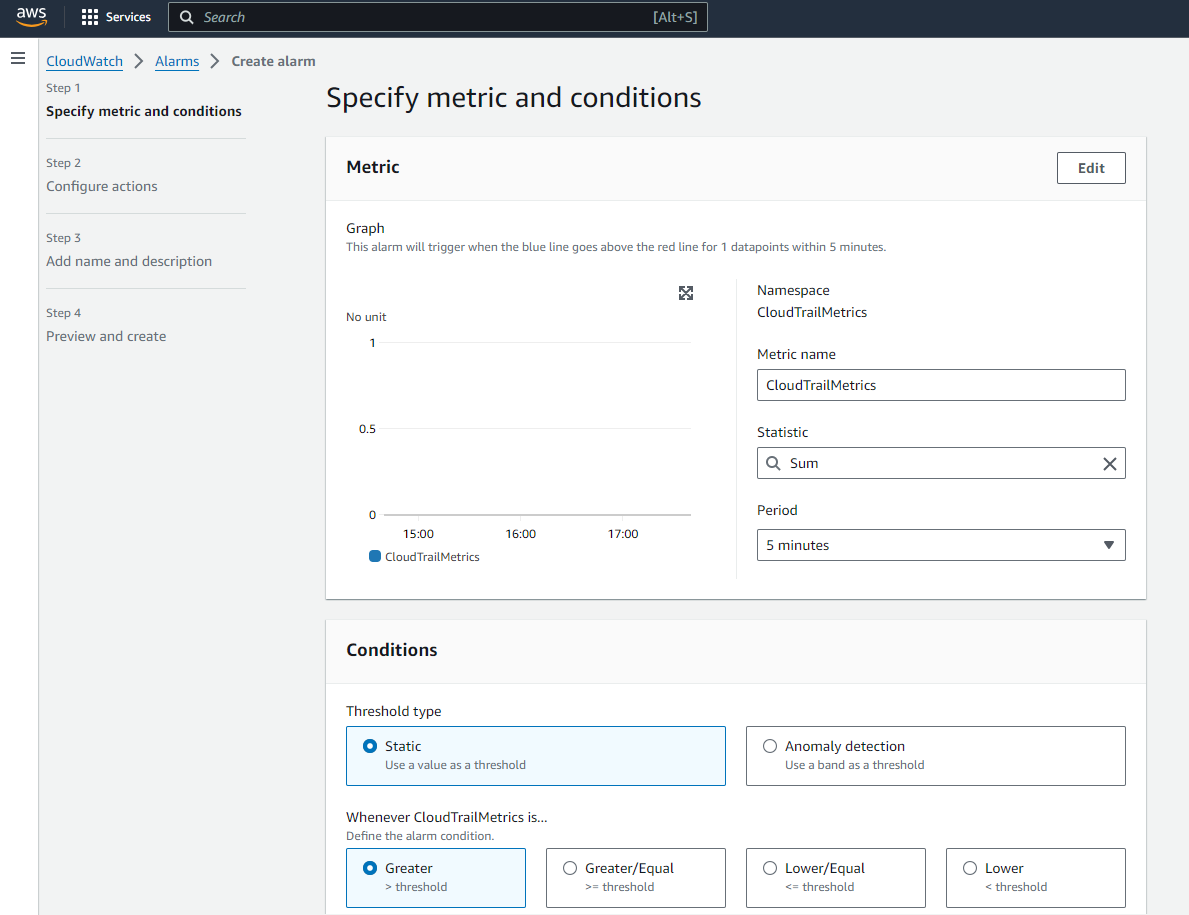 aws
Services
Search
[Alt+S]
CloudWatch
Alarms
Create alarm
Step 1
Specify metric and conditions
Step 2
Configure actions
Step 3
Add name and description
Step 4
Preview and create
Specify metric and conditions
Metric
Edit
Graph
This alarm will trigger when the blue line goes above the red line for 1 datapoints within 5 minutes.
No unit
1
0.5
0
15:00
16:00
17:00
CloudTrailMetrics
Namespace
CloudTrailMetrics
Metric name
CloudTrailMetrics
Statistic
Sum
Period
5 minutes
Conditions
Threshold type
Static
Use a value as a threshold
Anomaly detection
Use a band as a threshold
Whenever CloudTrailMetrics is...
Define the alarm condition.
Greater
> threshold
Greater/Equal
>= threshold
Lower/Equal
<= threshold
Lower
< threshold